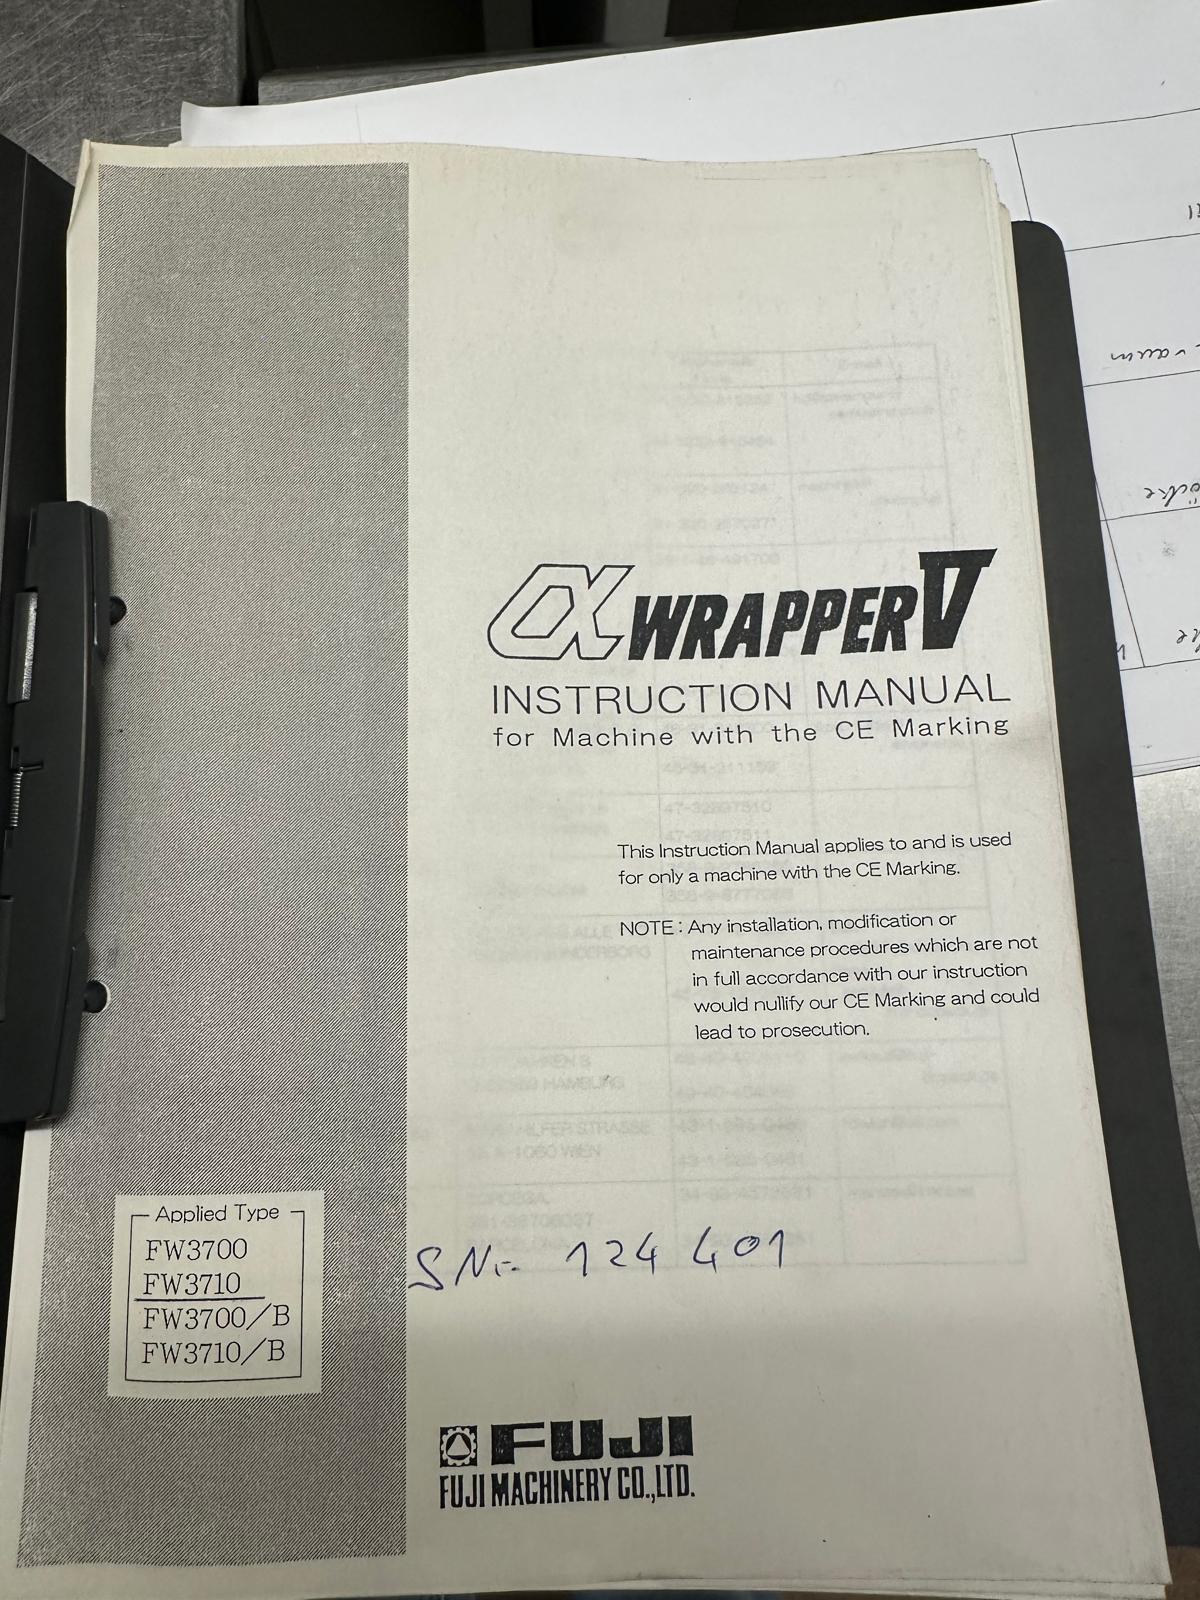 α WRAPPER V
INSTRUCTION MANUAL
for Machine with the CE Marking
This Instruction Manual applies to and is used
for only a machine with the CE Marking.
NOTE : Any installation, modification or
maintenance procedures which are not
in full accordance with our instruction
would nullify our CE Marking and could
lead to prosecution.
Applied Type
FW3700
FW3710
FW3700/B
FW3710/B
SNr. 124 401
FUJI
FUJI MACHINERY CO.,LTD.